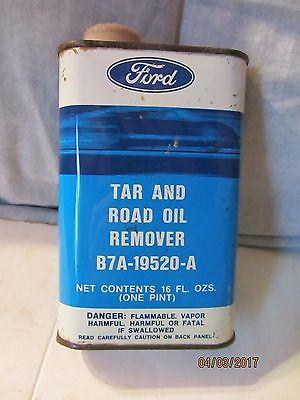 Ford
TAR AND
ROAD OIL
REMOVER
B7A-19520-A
NET CONTENTS 16 FL. OZS.
(ONE PINT)
DANGER: FLAMMABLE. VAPOR
HARMFUL. HARMFUL OR FATAL
IF SWALLOWED
READ CAREFULLY CAUTION ON BACK PANEL
04/03/2017